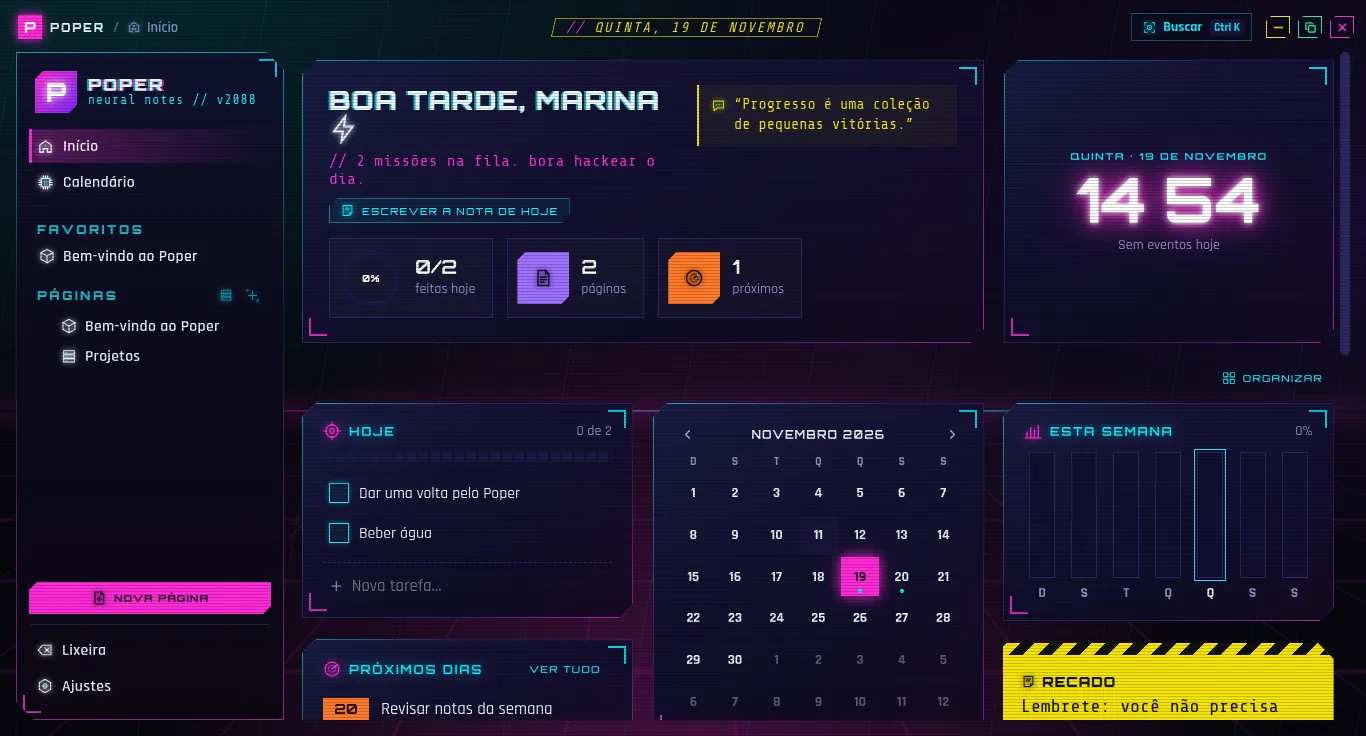 P POPER / Início
// QUINTA, 19 DE NOVEMBRO
Buscar Ctrl K
P POPER
neural notes // v2088
Início
Calendário
FAVORITOS
Bem-vindo ao Poper
PÁGINAS
Bem-vindo ao Poper
Projetos
NOVA PÁGINA
Lixeira
Ajustes
BOA TARDE, MARINA
// 2 missões na fila. bora hackear o
dia.
ESCREVER A NOTA DE HOJE
“Progresso é uma coleção
de pequenas vitórias.”
0% 0/2
feitas hoje
2
páginas
1
próximos
QUINTA · 19 DE NOVEMBRO
14 54
Sem eventos hoje
ORGANIZAR
HOJE 0 de 2
Dar uma volta pelo Poper
Beber água
+ Nova tarefa...
PRÓXIMOS DIAS VER TUDO
20 Revisar notas da semana
NOVEMBRO 2026
D S T Q Q S S
1 2 3 4 5 6 7
8 9 10 11 12 13 14
15 16 17 18 19 20 21
22 23 24 25 26 27 28
29 30 1 2 3 4 5
6 7 8 9 10 11 12
ESTA SEMANA 0%
D S T Q Q S S
RECADO
Lembrete: você não precisa